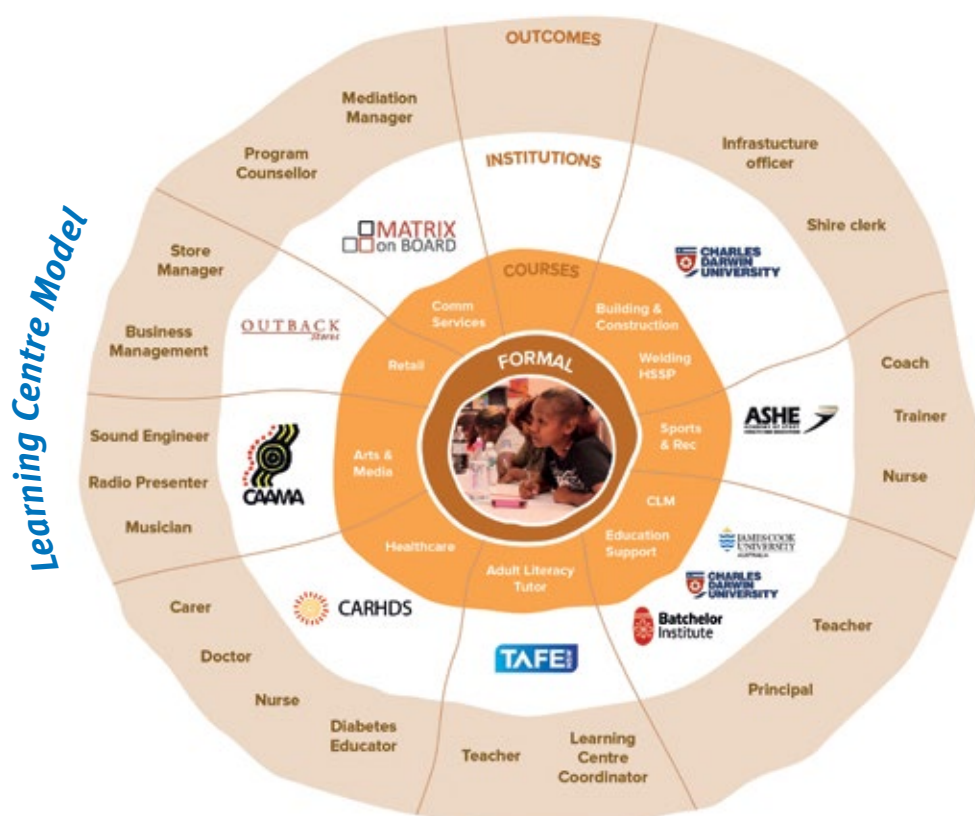 Learning Centre Model
OUTCOMES
INSTITUTIONS
COURSES
FORMAL
Mediation
Manager
Program
Counsellor
MATRIX
on BOARD
Comm
Services
Infrastucture
officer
Shire clerk
CHARLES
DARWIN
UNIVERSITY
Building &
Construction
Welding
HSSP
Store
Manager
Business
Management
OUTBACK
Stores
Retail
Coach
Trainer
Nurse
ASHE
Sports
& Rec
Sound Engineer
Radio Presenter
Musician
CAAMA
Arts &
Media
CLM
Education
Support
JAMES COOK
UNIVERSITY
AUSTRALIA
CHARLES
DARWIN
UNIVERSITY
Batchelor
Institute
Teacher
Principal
Healthcare
CARHDS
Carer
Doctor
Nurse
Diabetes
Educator
Adult Literacy
Tutor
TAFE
NSW
Teacher
Learning
Centre
Coordinator